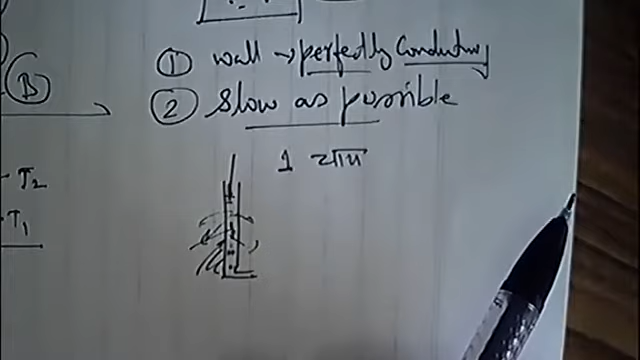 ① wall → perfectly Conducting
Ⓑ
② Slow as possible
T₂
1
T₁